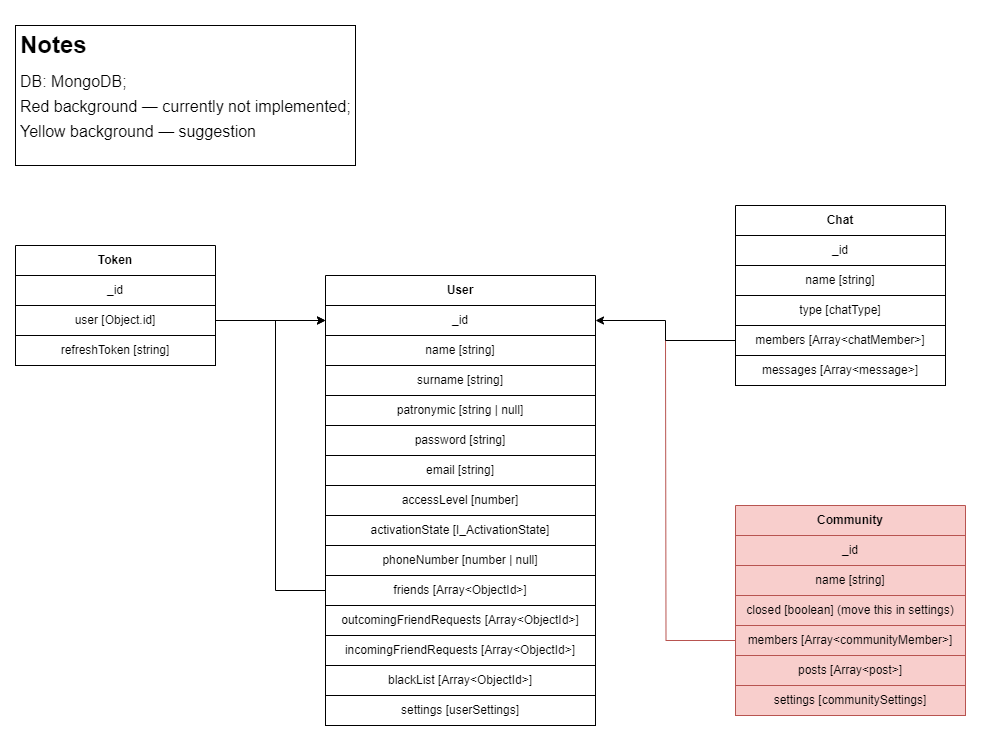 Notes
DB: MongoDB;
Red background — currently not implemented;
Yellow background — suggestion
Token
_id
user [Object.id]
refreshToken [string]
User
_id
name [string]
surname [string]
patronymic [string | null]
password [string]
email [string]
accessLevel [number]
activationState [I_ActivationState]
phoneNumber [number | null]
friends [Array<ObjectId>]
outcomingFriendRequests [Array<ObjectId>]
incomingFriendRequests [Array<ObjectId>]
blackList [Array<ObjectId>]
settings [userSettings]
Chat
_id
name [string]
type [chatType]
members [Array<chatMember>]
messages [Array<message>]
Community
_id
name [string]
closed [boolean] (move this in settings)
members [Array<communityMember>]
posts [Array<post>]
settings [communitySettings]